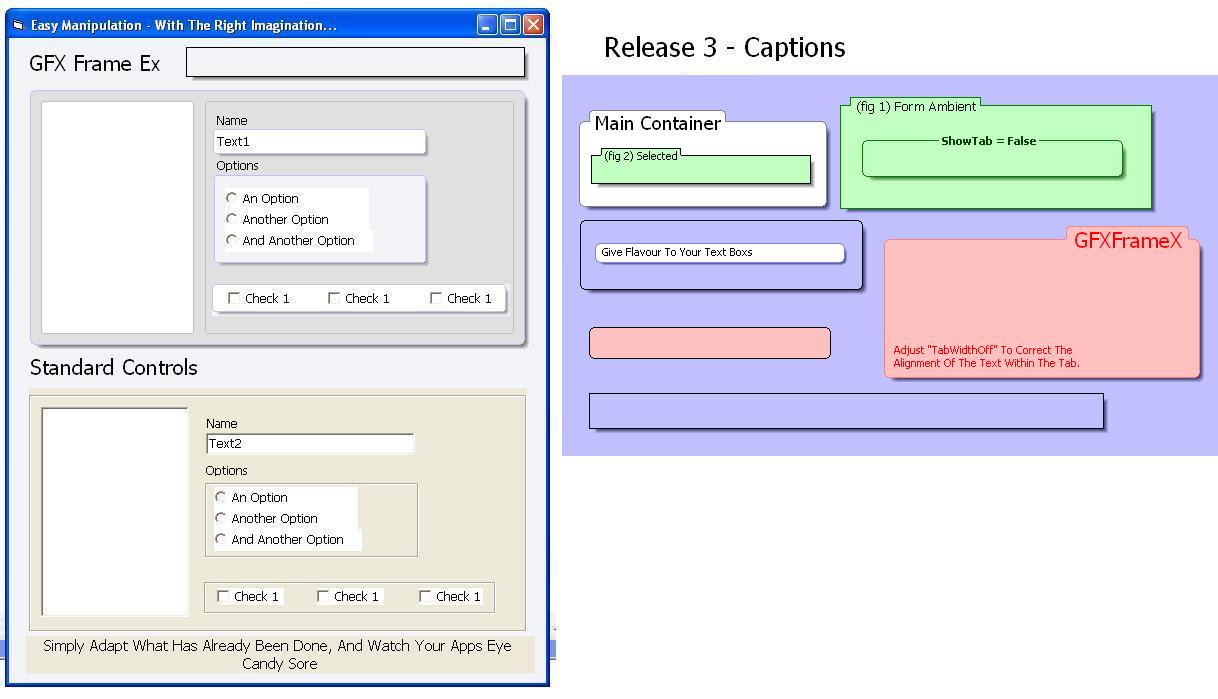 Easy Manipulation - With The Right Imagination...
GFX Frame Ex
Name
Text1
Options
An Option
Another Option
And Another Option
Check 1
Check 1
Check 1
Standard Controls
Name
Text2
Options
An Option
Another Option
And Another Option
Check 1
Check 1
Check 1
Simply Adapt What Has Already Been Done, And Watch Your Apps Eye
Candy Sore
Release 3 - Captions
Main Container
(fig 2) Selected
(fig 1) Form Ambient
ShowTab = False
Give Flavour To Your Text Boxs
GFXFrameX
Adjust "TabWidthOff" To Correct The
Alignment Of The Text Within The Tab.